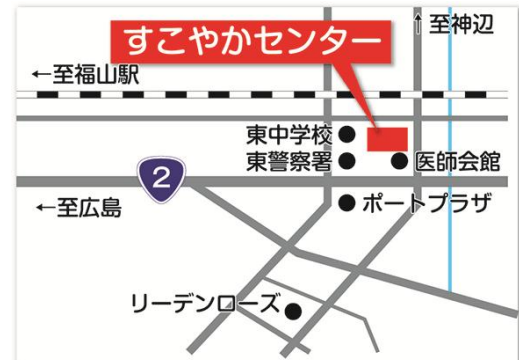 すこやかセンター
↑至神辺
←至福山駅
東中学校
東警察署
医師会館
2
←至広島
ポートプラザ
リーデンローズ